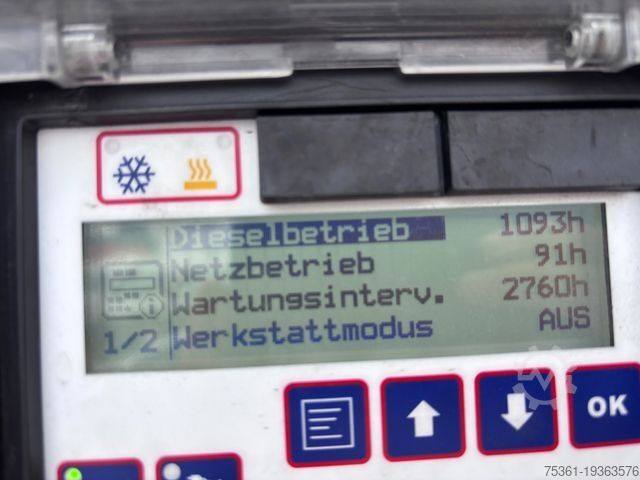 Dieselbetrieb 1093h
Netzbetrieb 91h
Wartungsinterv. 2760h
1/2 Werkstattmodus AUS
OK
75361-19363576